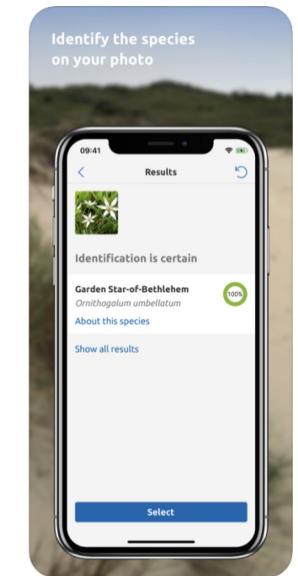 Identify the species
on your photo
09:41
Results
Identification is certain
Garden Star-of-Bethlehem
Ornithogalum umbellatum
100%
About this species
Show all results
Select